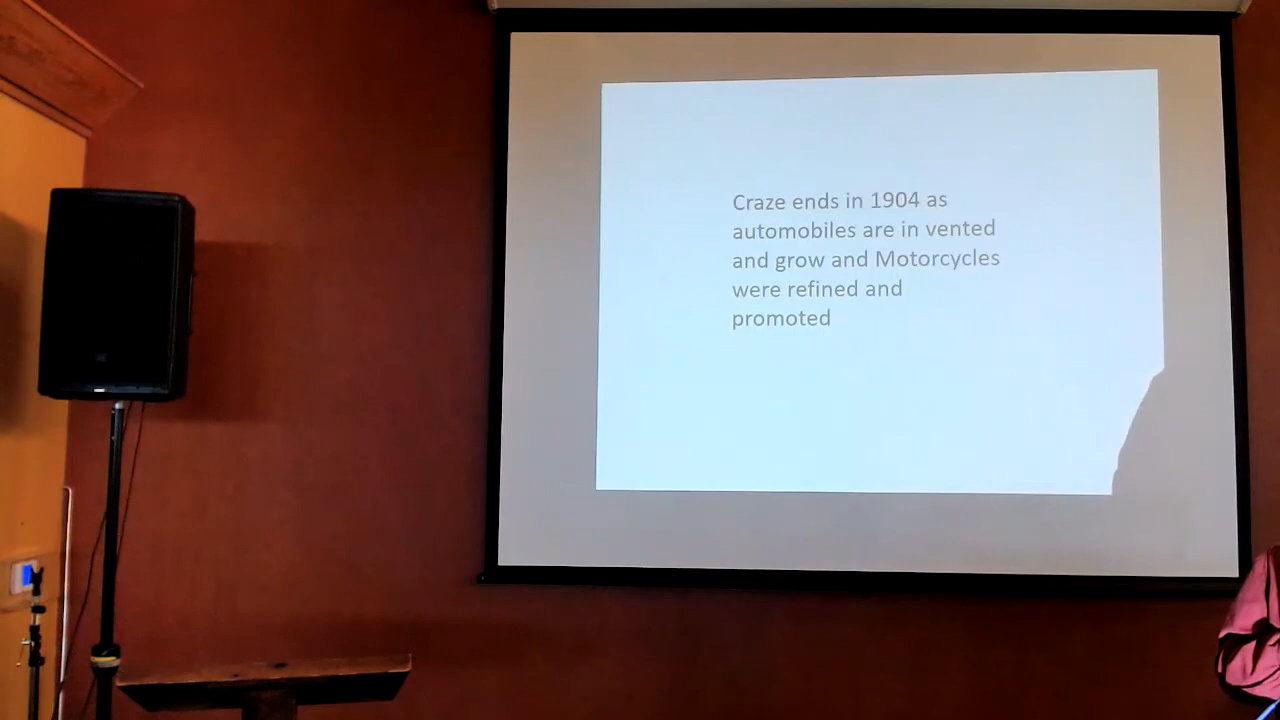 Craze ends in 1904 as
automobiles are in vented
and grow and Motorcycles
were refined and
promoted